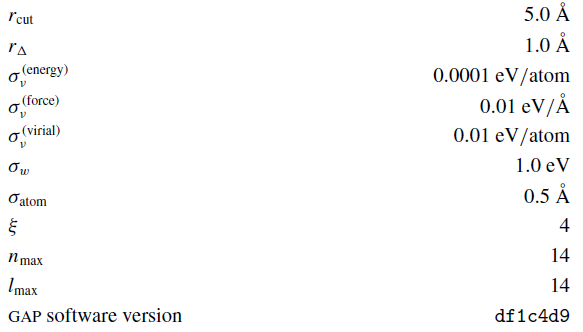 r_cut 5.0 Å
r_Δ 1.0 Å
σ_ν^(energy) 0.0001 eV/atom
σ_ν^(force) 0.01 eV/Å
σ_ν^(virial) 0.01 eV/atom
σ_w 1.0 eV
σ_atom 0.5 Å
ξ 4
n_max 14
l_max 14
GAP software version df1c4d9